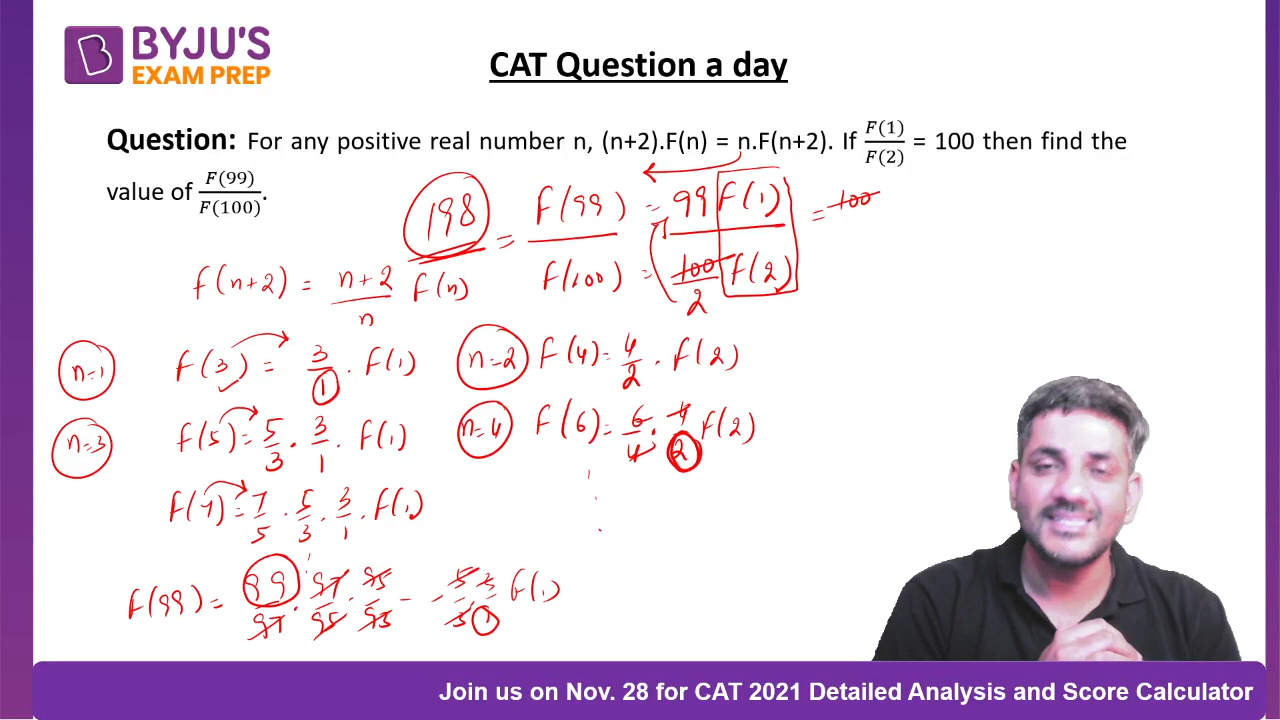 BYJU'S
EXAM PREP
CAT Question a day
Question: For any positive real number n, (n+2).F(n) = n.F(n+2). If F(1)/F(2) = 100 then find the
value of F(99)/F(100).
198 = F(99)/F(100) = 99 F(1) / 100/2 F(2) = 100
f(n+2) = n+2/n f(n)
n=1 F(3) = 3/1 . F(1) n=2 F(4) = 4/2 . F(2)
n=3 F(5) = 5/3 . 3/1 . F(1) n=4 F(6) = 6/4 . 4/2 F(2)
F(7) = 7/5 . 5/3 . 3/1 . F(1)
F(99) = 99/97 . 97/95 . 95/93 - - 5/3 3/1 F(1)
Join us on Nov. 28 for CAT 2021 Detailed Analysis and Score Calculator